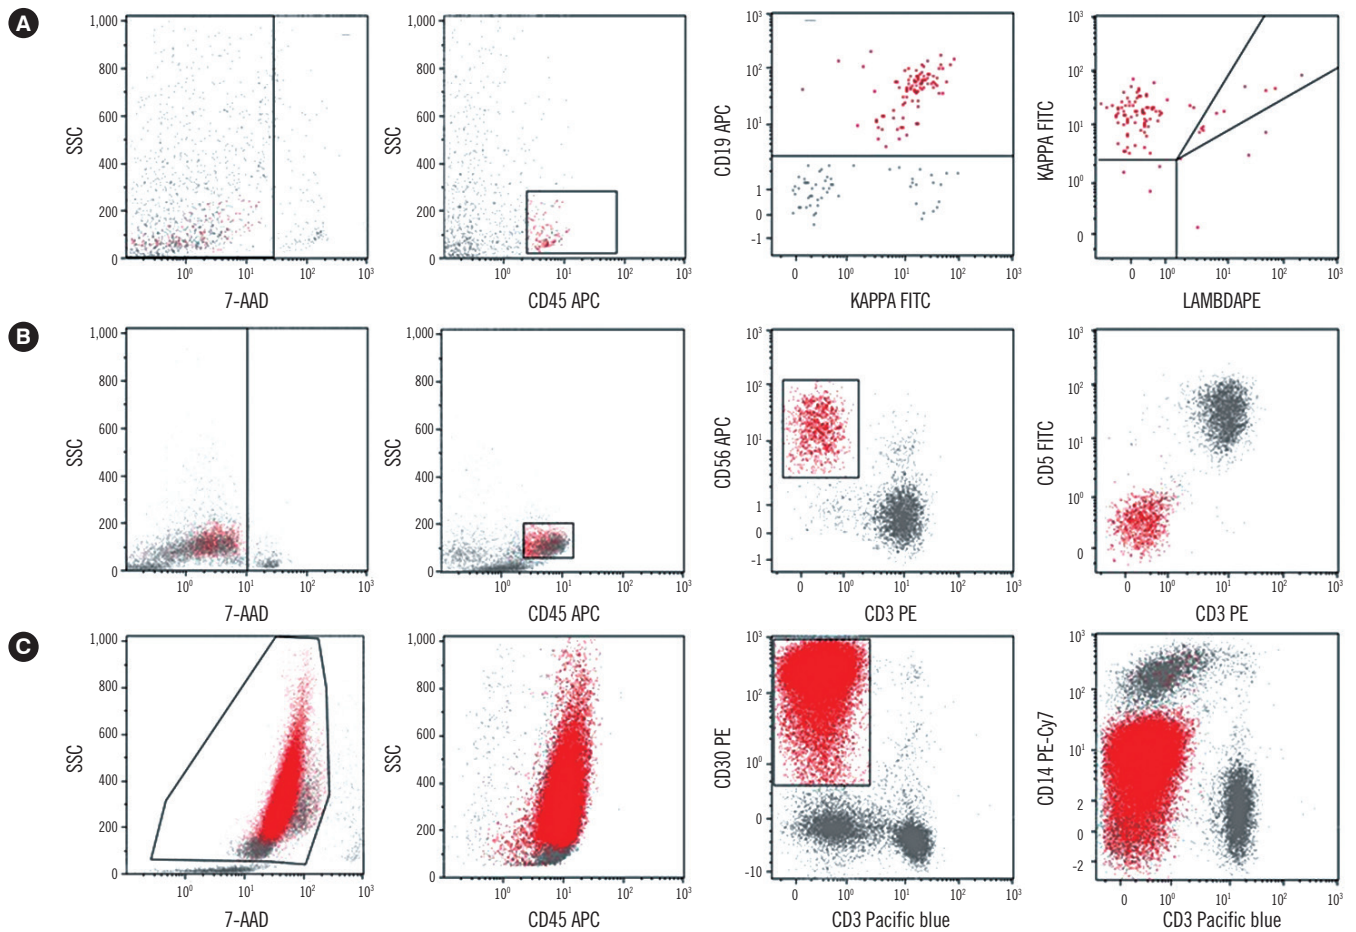 A
1,000
800
600
400
200
0
SSC
10⁰ 10¹ 10² 10³
7-AAD
1,000
800
600
400
200
0
SSC
10⁰ 10¹ 10² 10³
CD45 APC
10³
10²
10¹
1
0
-1
CD19 APC
0 10⁰ 10¹ 10² 10³
KAPPA FITC
10³
10²
10¹
10⁰
0
KAPPA FITC
0 10⁰ 10¹ 10² 10³
LAMBDAPE
B
1,000
800
600
400
200
0
SSC
10⁰ 10¹ 10² 10³
7-AAD
1,000
800
600
400
200
0
SSC
10⁰ 10¹ 10² 10³
CD45 APC
10³
10²
10¹
1
0
-1
CD56 APC
0 10⁰ 10¹ 10² 10³
CD3 PE
10³
10²
10¹
10⁰
0
CD5 FITC
0 10⁰ 10¹ 10² 10³
CD3 PE
C
1,000
800
600
400
200
0
SSC
10⁰ 10¹ 10² 10³
7-AAD
1,000
800
600
400
200
0
SSC
10⁰ 10¹ 10² 10³
CD45 APC
10³
10²
10⁰
0
-10
CD30 PE
0 10⁰ 10¹ 10² 10³
CD3 Pacific blue
10³
10²
10¹
2
0
-2
CD14 PE-Cy7
0 10⁰ 10¹ 10² 10³
CD3 Pacific blue